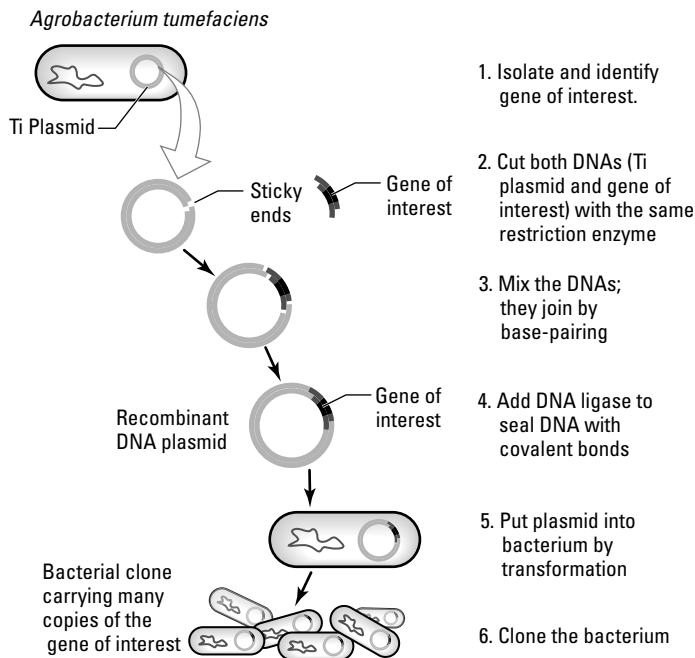 Agrobacterium tumefaciens
Ti Plasmid
Sticky
ends
Gene of
interest
Recombinant
DNA plasmid
Gene of
interest
Bacterial clone
carrying many
copies of the
gene of interest
1. Isolate and identify
gene of interest.
2. Cut both DNAs (Ti
plasmid and gene of
interest) with the same
restriction enzyme
3. Mix the DNAs;
they join by
base-pairing
4. Add DNA ligase to
seal DNA with
covalent bonds
5. Put plasmid into
bacterium by
transformation
6. Clone the bacterium